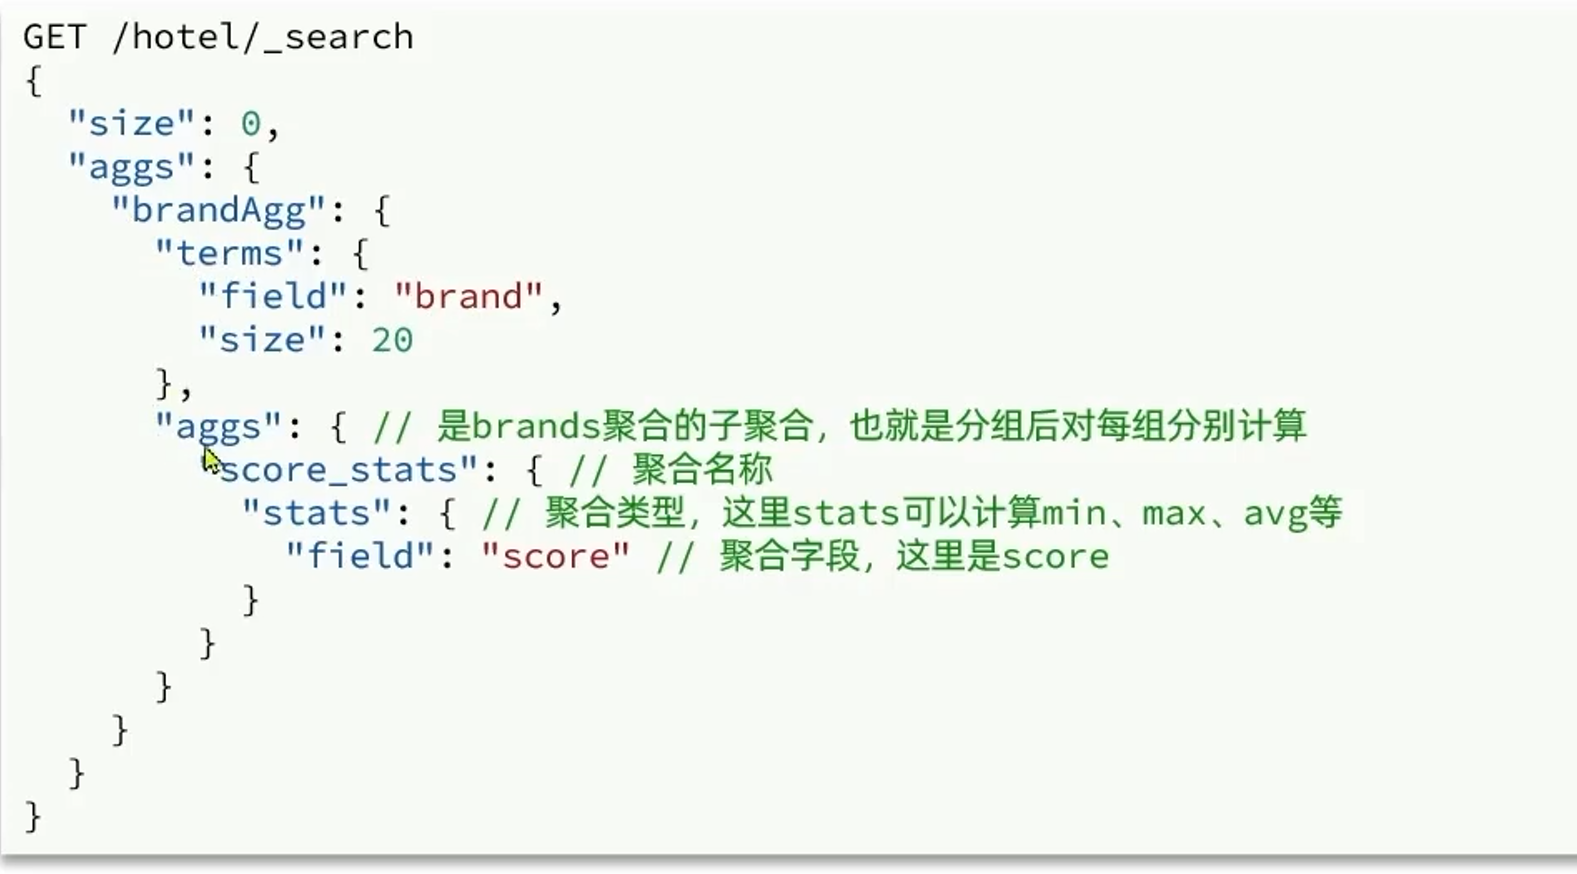 GET /hotel/_search
{
  "size": 0,
  "aggs": {
    "brandAgg": {
      "terms": {
        "field": "brand",
        "size": 20
      },
      "aggs": { // 是brands聚合的子聚合，也就是分组后对每组分别计算
        "score_stats": { // 聚合名称
          "stats": { // 聚合类型，这里stats可以计算min、max、avg等
            "field": "score" // 聚合字段，这里是score
          }
        }
      }
    }
  }
}